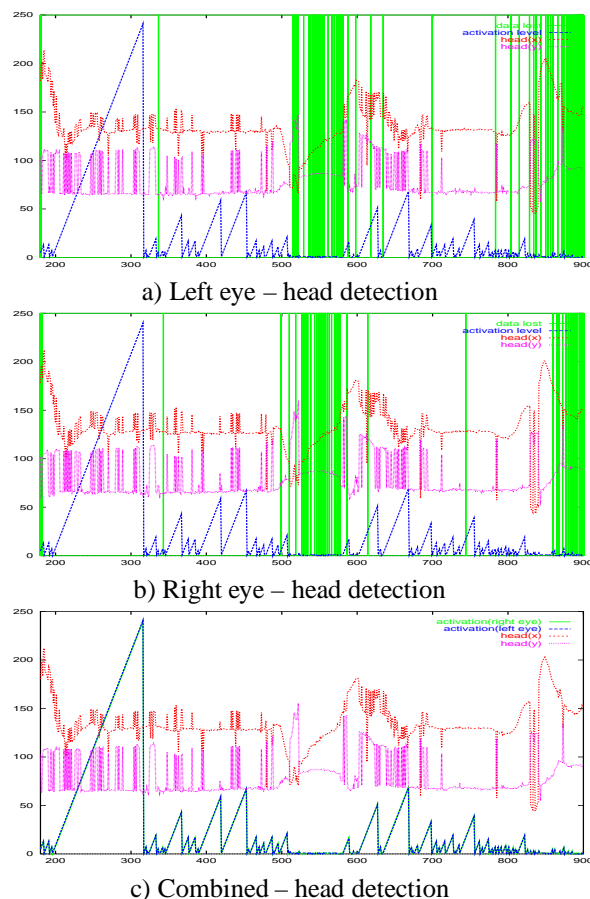 250
200
150
100
50
0
data lost
activation level
head(x)
head(y)
200 300 400 500 600 700 800 900
a) Left eye – head detection
250
200
150
100
50
0
data lost
activation level
head(x)
head(y)
200 300 400 500 600 700 800 900
b) Right eye – head detection
250
200
150
100
50
0
activation(right eye)
activation(left eye)
head(x)
head(y)
200 300 400 500 600 700 800 900
c) Combined – head detection